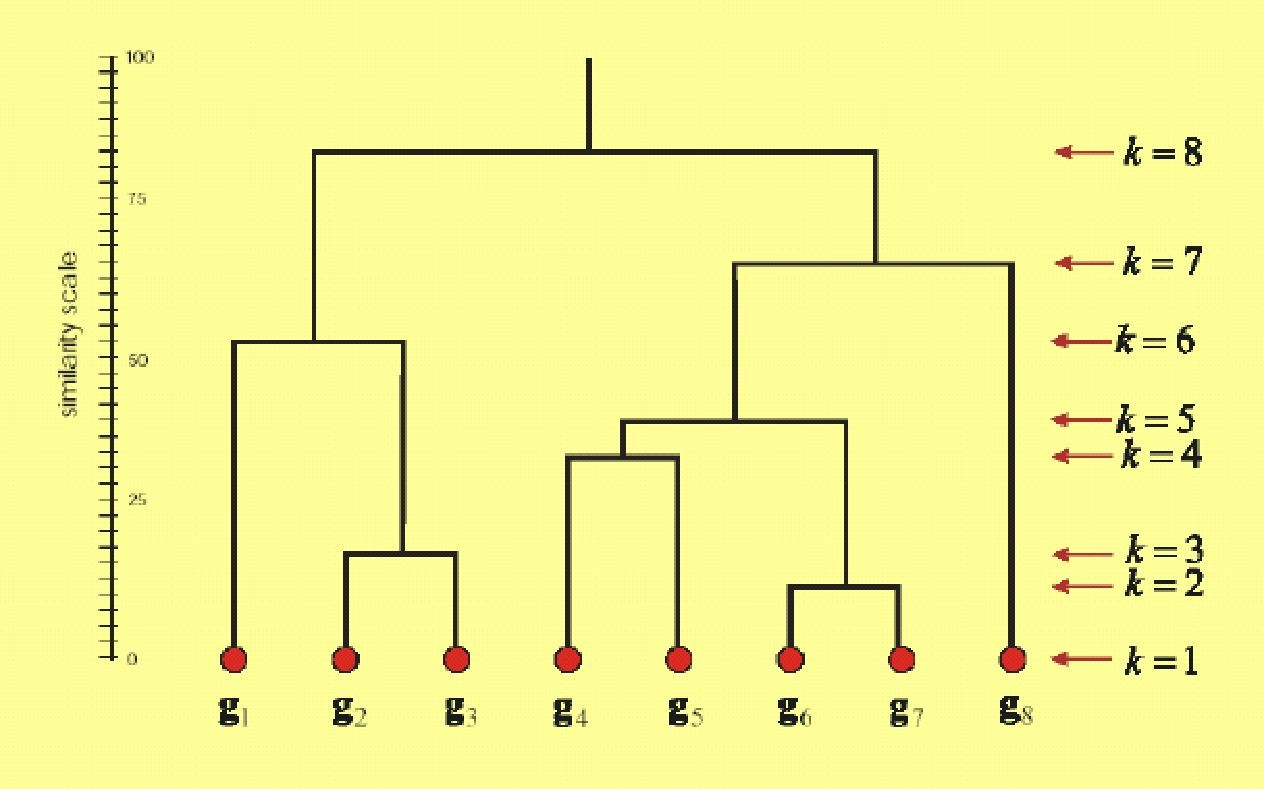 100
k = 8
75
k = 7
similarity scale
k = 6
50
k = 5
k = 4
25
k = 3
k = 2
0
k = 1
g1 g2 g3 g4 g5 g6 g7 g8